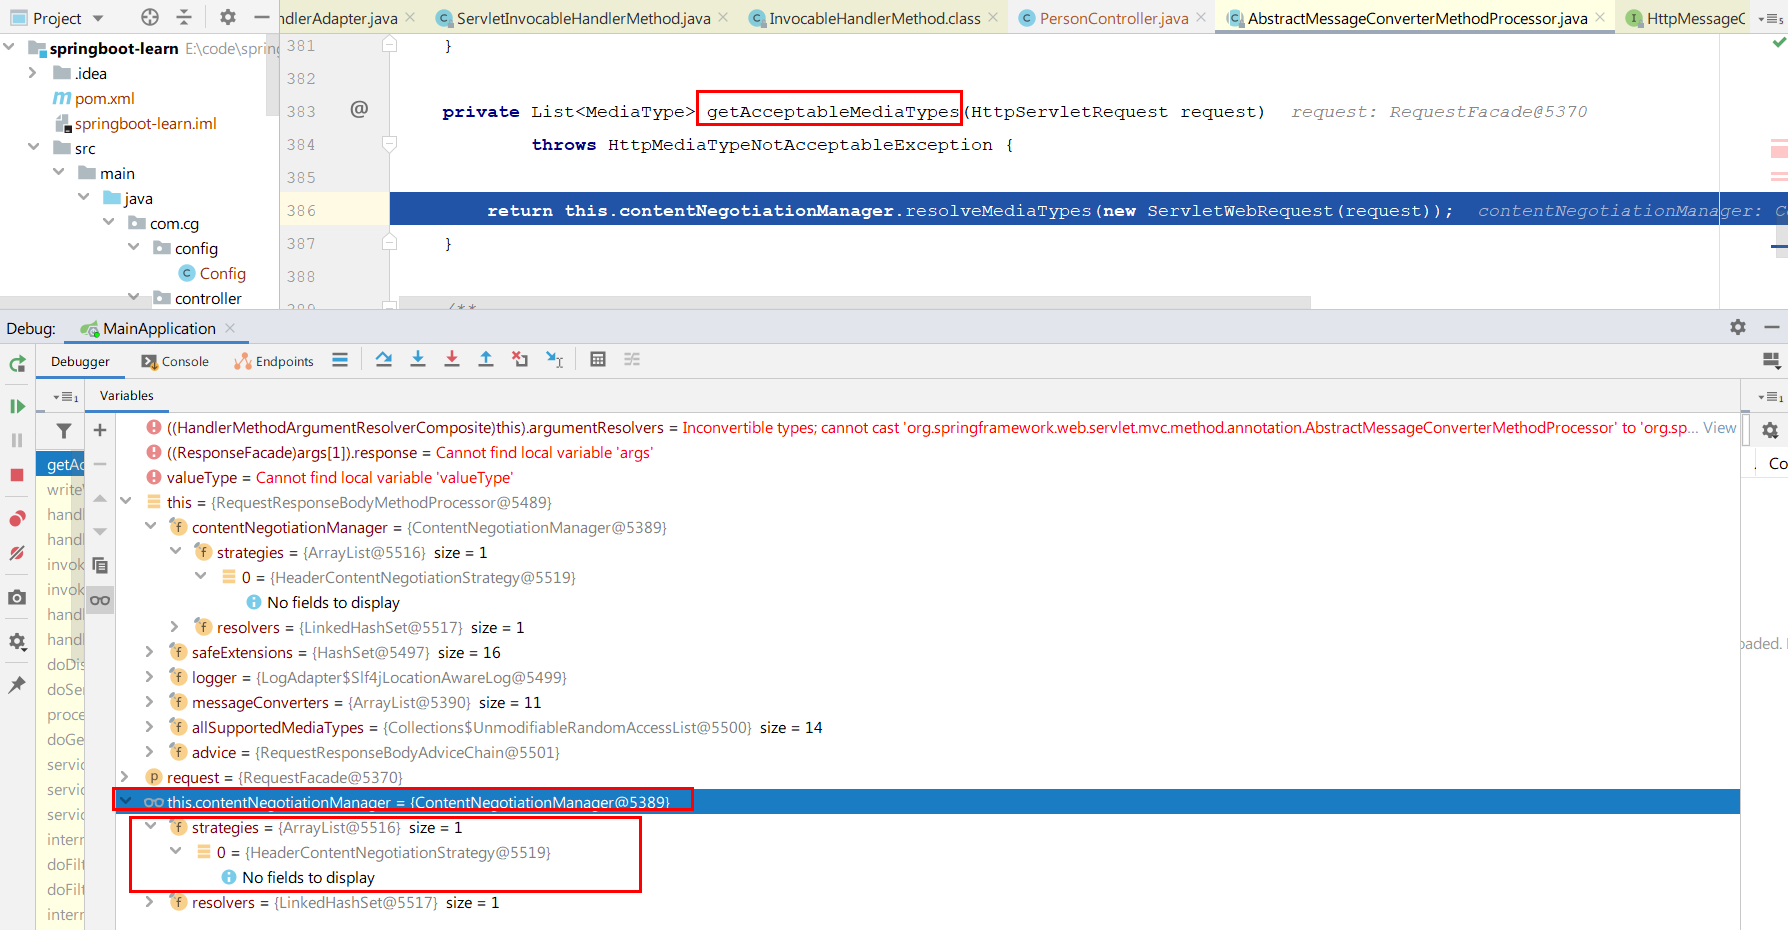 Project
ndlerAdapter.java
ServletInvocableHandlerMethod.java
InvocableHandlerMethod.class
PersonController.java
AbstractMessageConverterMethodProcessor.java
HttpMessageC
springboot-learn E:\code\spring
.idea
pom.xml
springboot-learn.iml
src
main
java
com.cg
config
Config
controller
381 }
382
383 @ private List<MediaType> getAcceptableMediaTypes(HttpServletRequest request) request: RequestFacade@5370
384 throws HttpMediaTypeNotAcceptableException {
385
386 return this.contentNegotiationManager.resolveMediaTypes(new ServletWebRequest(request)); contentNegotiationManager: C
387 }
388
389 /**
Debug: MainApplication
Debugger Console Endpoints
Variables
getAc
write
handl
handl
invok
invok
handl
handl
doDis
doSer
proce
doGe
servic
servic
servic
intern
doFilt
doFilt
intern
((HandlerMethodArgumentResolverComposite)this).argumentResolvers = Inconvertible types; cannot cast 'org.springframework.web.servlet.mvc.method.annotation.AbstractMessageConverterMethodProcessor' to 'org.sp... View
((ResponseFacade)args[1]).response = Cannot find local variable 'args'
valueType = Cannot find local variable 'valueType'
this = {RequestResponseBodyMethodProcessor@5489}
contentNegotiationManager = {ContentNegotiationManager@5389}
strategies = {ArrayList@5516} size = 1
0 = {HeaderContentNegotiationStrategy@5519}
No fields to display
resolvers = {LinkedHashSet@5517} size = 1
safeExtensions = {HashSet@5497} size = 16
logger = {LogAdapter$Slf4jLocationAwareLog@5499}
messageConverters = {ArrayList@5390} size = 11
allSupportedMediaTypes = {Collections$UnmodifiableRandomAccessList@5500} size = 14
advice = {RequestResponseBodyAdviceChain@5501}
request = {RequestFacade@5370}
this.contentNegotiationManager = {ContentNegotiationManager@5389}
strategies = {ArrayList@5516} size = 1
0 = {HeaderContentNegotiationStrategy@5519}
No fields to display
resolvers = {LinkedHashSet@5517} size = 1
Co
oaded.